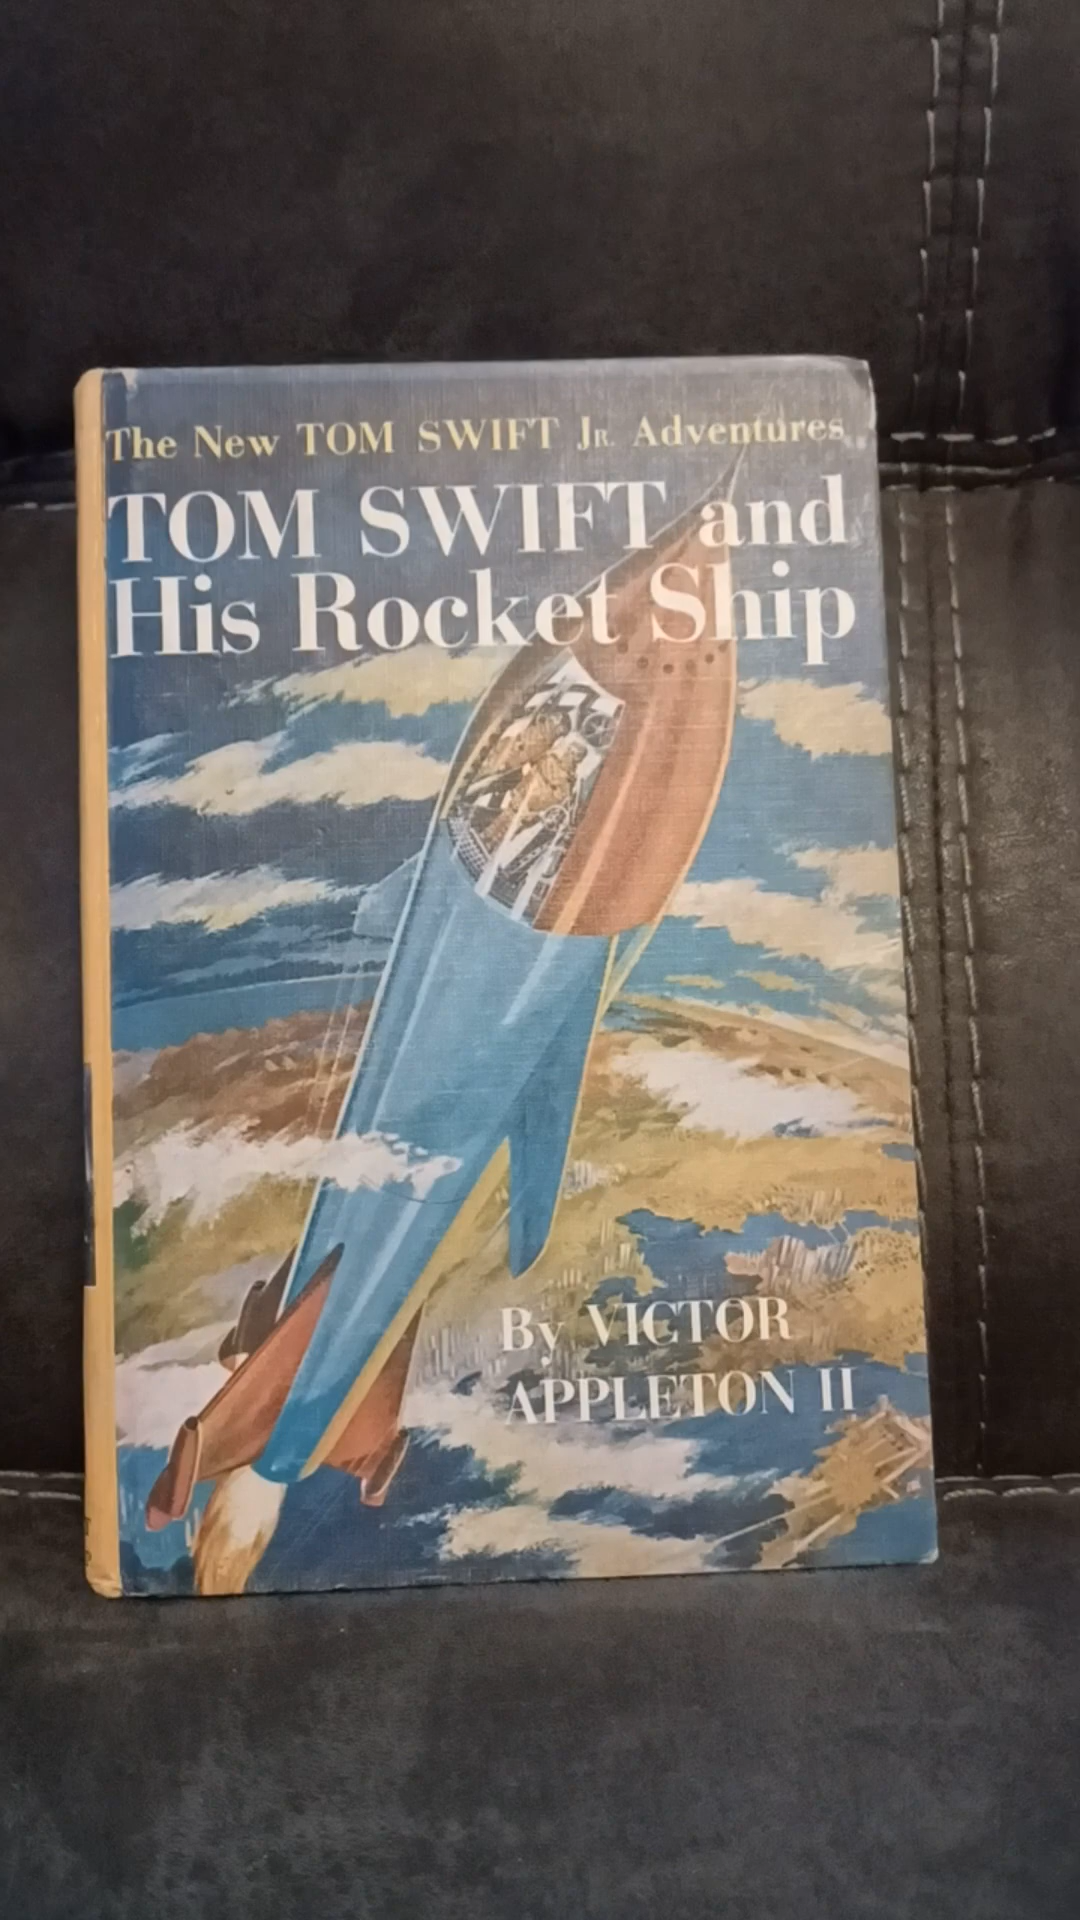 The New TOM SWIFT JR. Adventures
TOM SWIFT and
His Rocket Ship
By VICTOR
APPLETON II